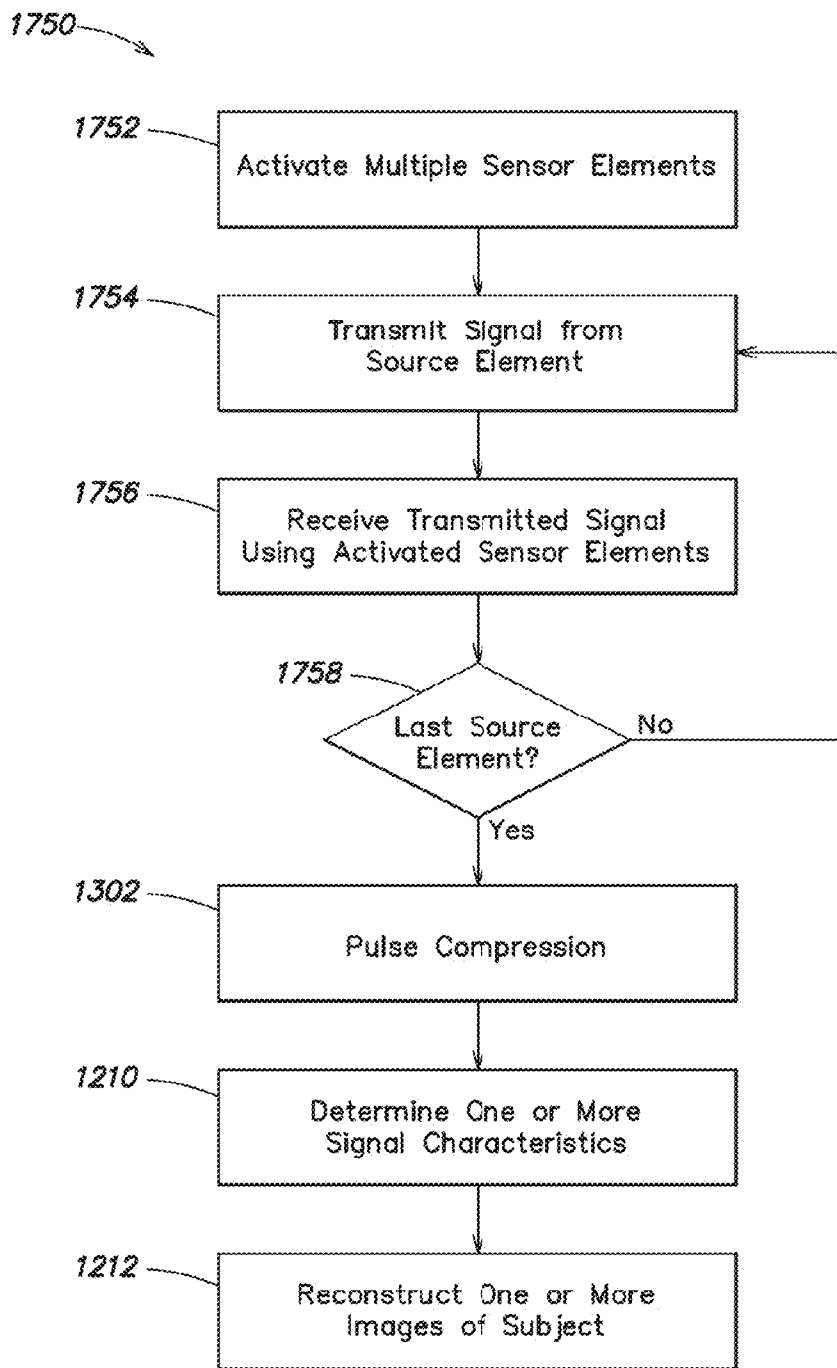 1750
1752
Activate Multiple Sensor Elements
1754
Transmit Signal from
Source Element
1756
Receive Transmitted Signal
Using Activated Sensor Elements
1758
Last Source
Element?
No
Yes
1302
Pulse Compression
1210
Determine One or More
Signal Characteristics
1212
Reconstruct One or More
Images of Subject